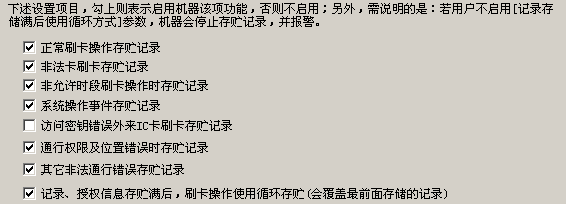 下述设置项目，勾上则表示启用机器该项功能，否则不启用；另外，需说明的是：若用户不启用[记录存
储满后使用循环方式]参数，机器会停止存贮记录，并报警。
正常刷卡操作存贮记录
非法卡刷卡存贮记录
非允许时段刷卡操作时存贮记录
系统操作事件存贮记录
访问密钥错误外来IC卡刷卡存贮记录
通行权限及位置错误时存贮记录
其它非法通行错误存贮记录
记录、授权信息存贮满后，刷卡操作使用循环存贮(会覆盖最前面存储的记录)